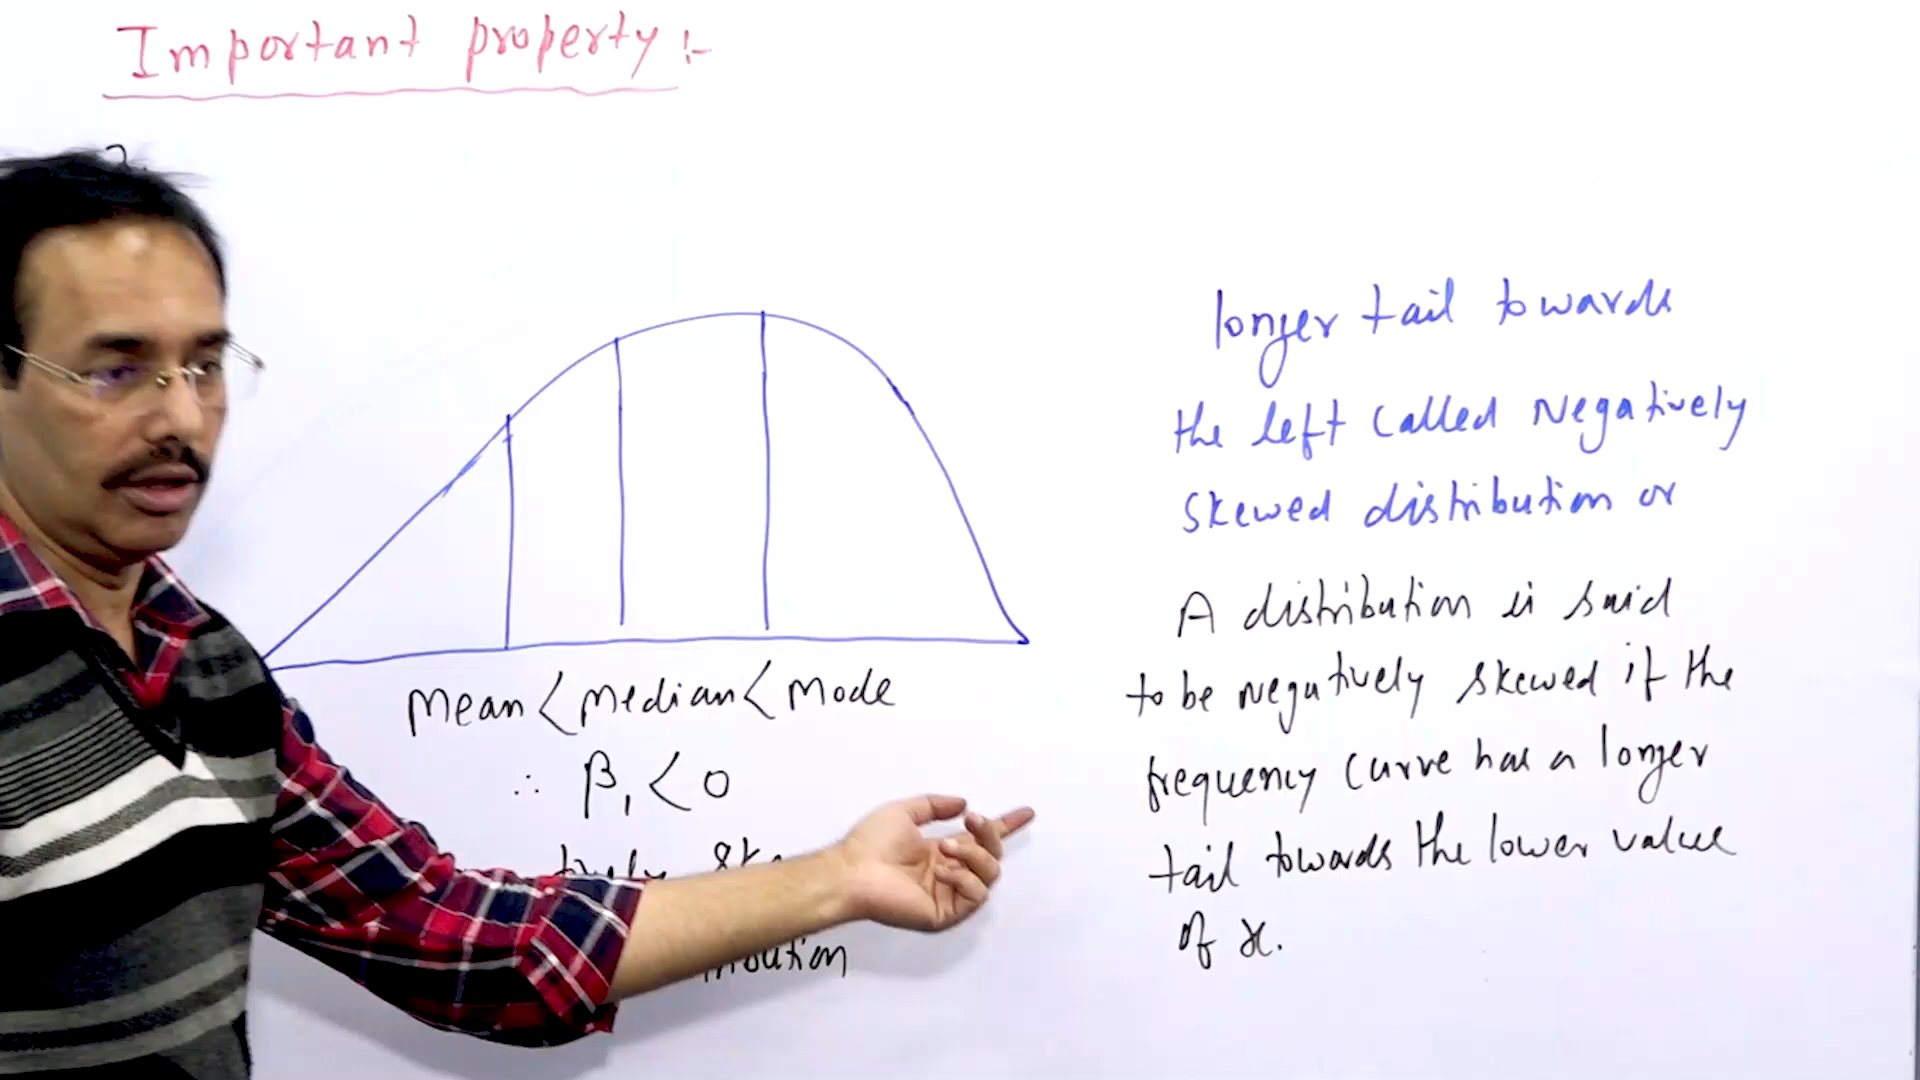 Important property :-
2.
longer tail towards
the left called Negatively
skewed distribution or
A distribution is said
to be negatively skewed if the
frequency curve has a longer
tail towards the lower value
of x.
Mean < Median < Mode
∴ β₁ < 0